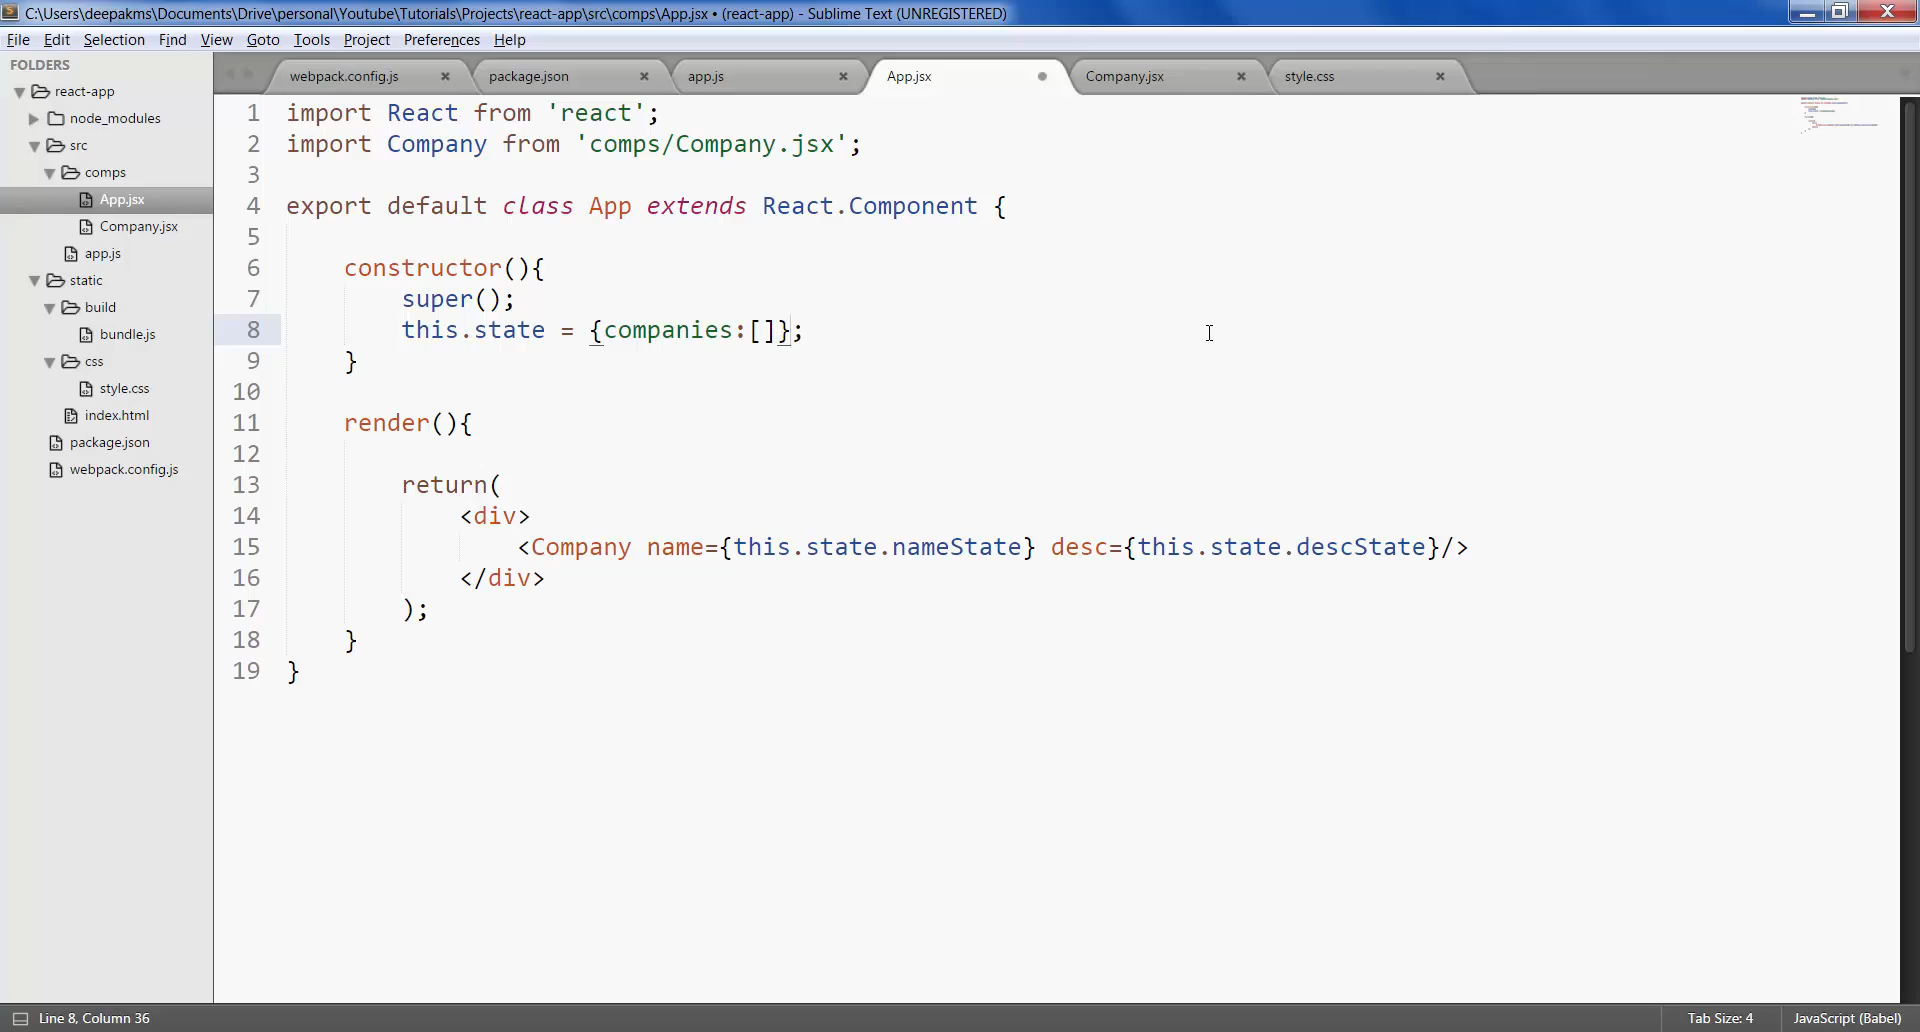 C:\Users\deepakms\Documents\Drive\personal\Youtube\Tutorials\Projects\react-app\src\comps\App.jsx • (react-app) - Sublime Text (UNREGISTERED)
File Edit Selection Find View Goto Tools Project Preferences Help
FOLDERS
react-app
node_modules
src
comps
App.jsx
Company.jsx
app.js
static
build
bundle.js
css
style.css
index.html
package.json
webpack.config.js
webpack.config.js package.json app.js App.jsx Company.jsx style.css
1 import React from 'react';
2 import Company from 'comps/Company.jsx';
3
4 export default class App extends React.Component {
5
6 constructor(){
7 super();
8 this.state = {companies:[]};
9 }
10
11 render(){
12
13 return(
14 <div>
15 <Company name={this.state.nameState} desc={this.state.descState}/>
16 </div>
17 );
18 }
19 }
Line 8, Column 36 Tab Size: 4 JavaScript (Babel)